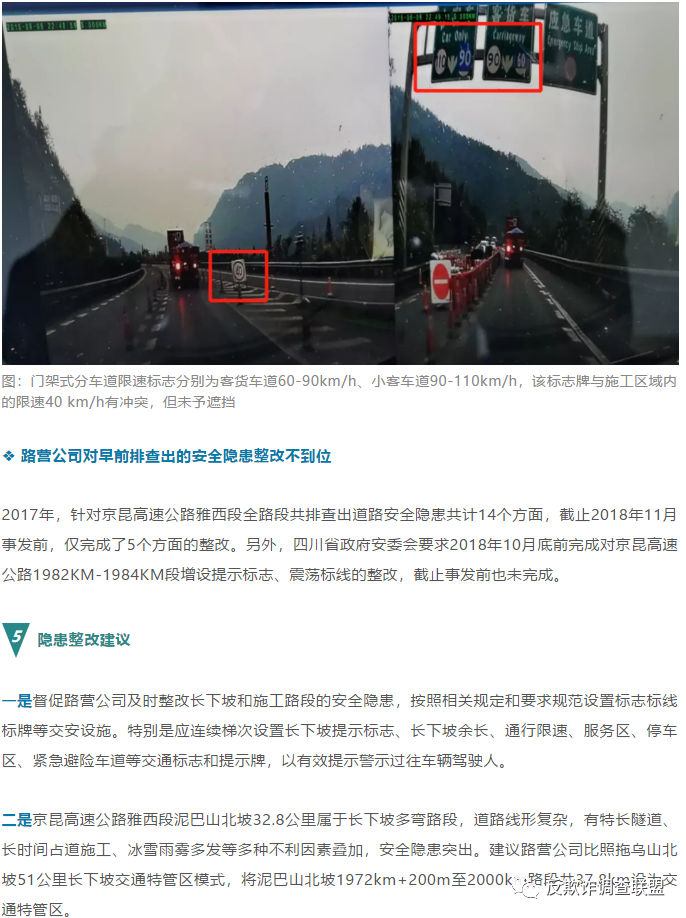 Car Only
110
90
客货车
Carriageway
90
60
应急车道
Emergency Stop Area
40
图：门架式分车道限速标志分别为客货车道60-90km/h、小客车道90-110km/h，该标志牌与施工区域内
的限速40 km/h有冲突，但未予遮挡
❖ 路营公司对早前排查出的安全隐患整改不到位
2017年，针对京昆高速公路雅西段全路段共排查出道路安全隐患共计14个方面，截止2018年11月
事发前，仅完成了5个方面的整改。另外，四川省政府安委会要求2018年10月底前完成对京昆高速
公路1982KM-1984KM段增设提示标志、震荡标线的整改，截止事发前也未完成。
5 隐患整改建议
一是督促路营公司及时整改长下坡和施工路段的安全隐患，按照相关规定和要求规范设置标志标线
标牌等交安设施。特别是应连续梯次设置长下坡提示标志、长下坡余长、通行限速、服务区、停车
区、紧急避险车道等交通标志和提示牌，以有效提示警示过往车辆驾驶人。
二是京昆高速公路雅西段泥巴山北坡32.8公里属于长下坡多弯路段，道路线形复杂，有特长隧道、
长时间占道施工、冰雪雨雾多发等多种不利因素叠加，安全隐患突出。建议路营公司比照拖乌山北
坡51公里长下坡交通特管区模式，将泥巴山北坡1972km+200m至2000km路段共37.8km设为交
通特管区。
反欺诈调查联盟